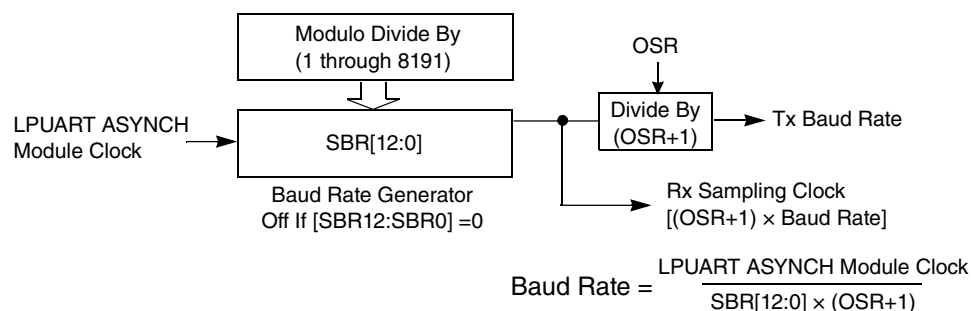 Modulo Divide By
(1 through 8191)
OSR
LPUART ASYNCH
Module Clock
SBR[12:0]
Divide By
(OSR+1)
Tx Baud Rate
Baud Rate Generator
Off If [SBR12:SBR0] =0
Rx Sampling Clock
[(OSR+1) × Baud Rate]
Baud Rate = LPUART ASYNCH Module Clock
SBR[12:0] × (OSR+1)